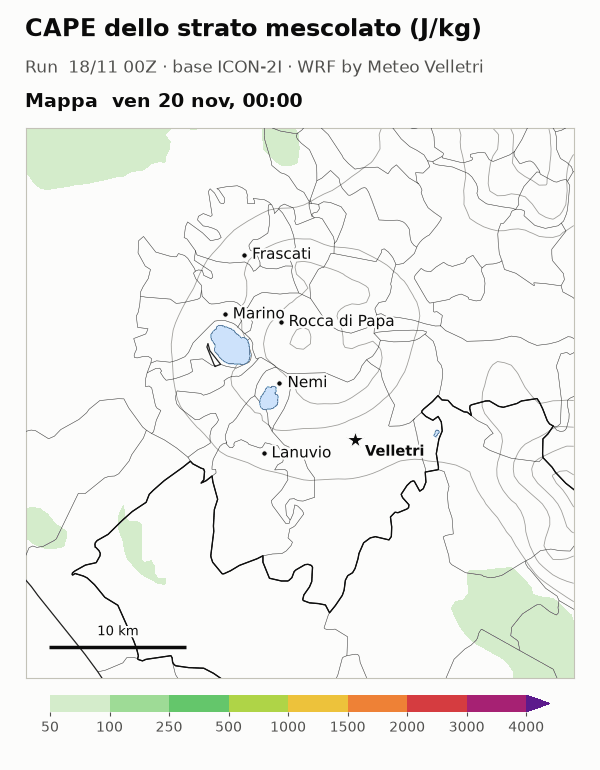 CAPE dello strato mescolato (J/kg)
Run  18/11 00Z · base ICON-2I · WRF by Meteo Velletri
Mappa  ven 20 nov, 00:00
Frascati
Marino
Rocca di Papa
Nemi
Velletri
Lanuvio
10 km
50 100 250 500 1000 1500 2000 3000 4000